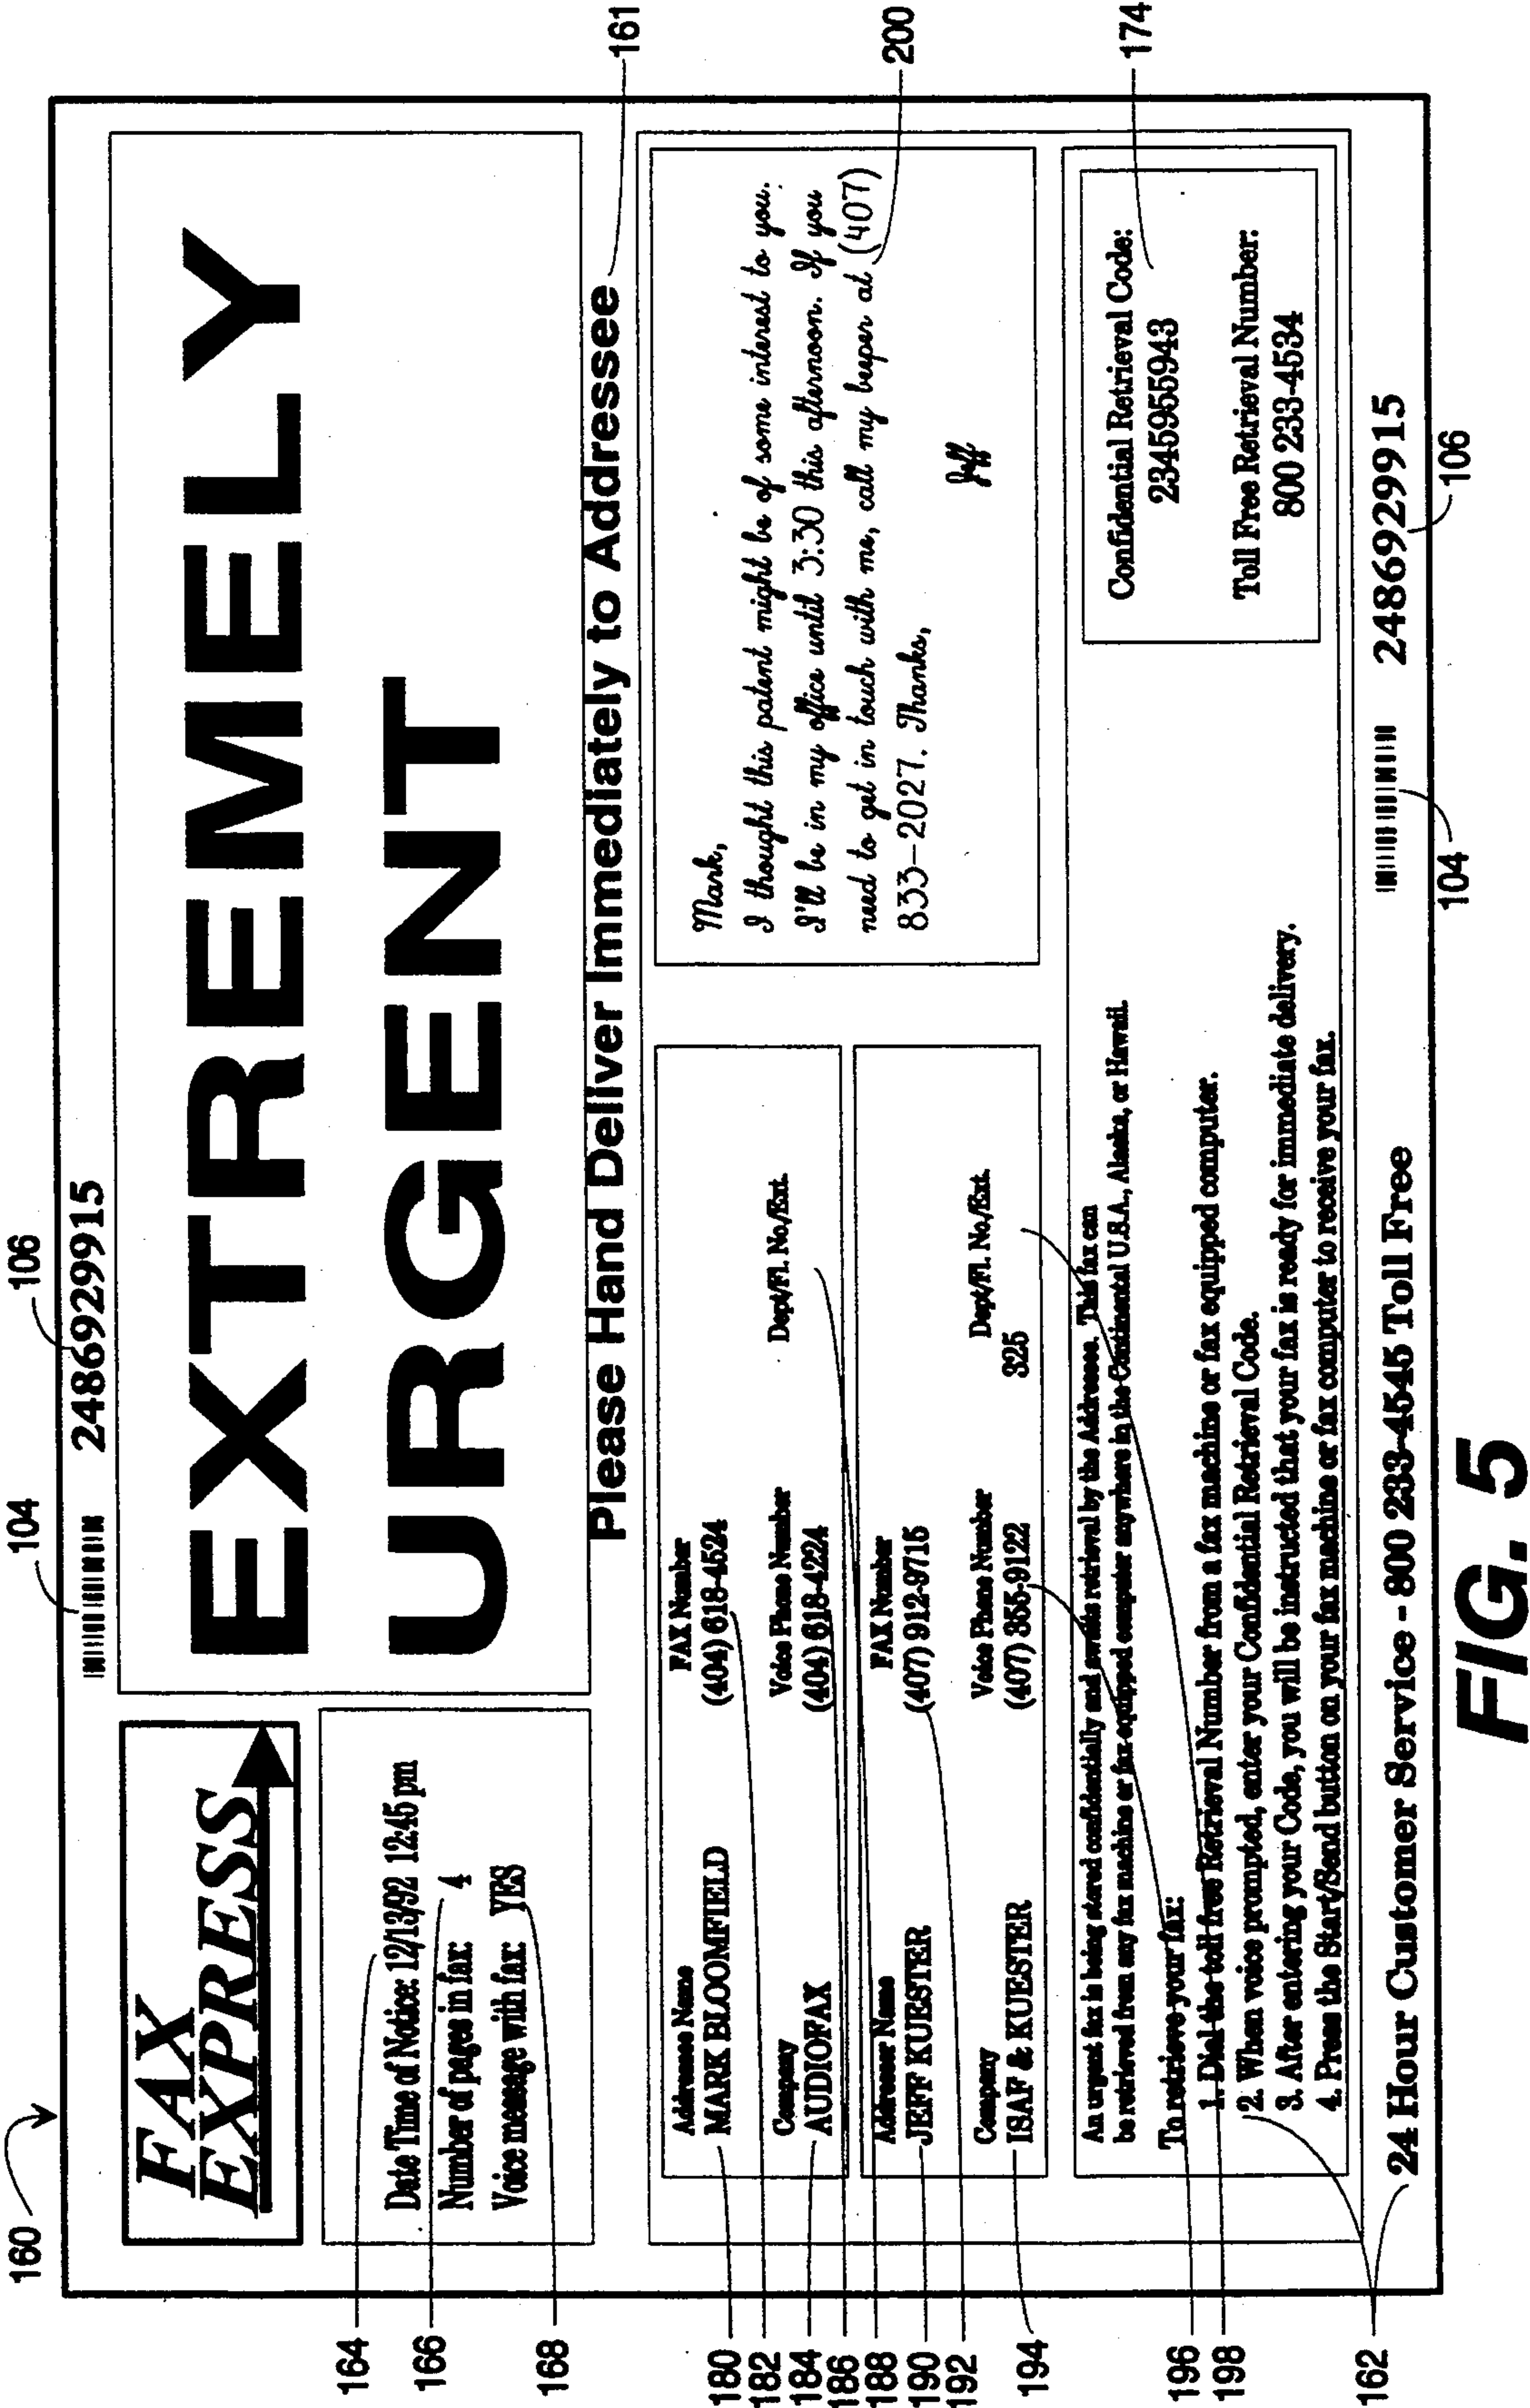 160
104
106
FAX
EXPRESS
2486929915
EXTREMELY
URGENT
Please Hand Deliver Immediately to Addressee
161
164
166
168
Date Time of Notice: 12/13/92 12:45 pm
Number of pages in fax: 4
Voice message with fax: YES
180
182
184
186
188
190
192
194
Addressee Name
MARK BLOOMFIELD
FAX Number
(404) 618-4524
Company
AUDIOFAX
Voice Phone Number
(404) 618-4224
Dept/Fl. No./Ext.
Addresser Name
JEFF KUESTER
FAX Number
(407) 912-9715
Company
ISAF & KUESTER
Voice Phone Number
(407) 355-9122
Dept/Fl. No./Ext.
325
Mark,
I thought this patent might be of some interest to you.
I'll be in my office until 3:30 this afternoon. If you
need to get in touch with me, call my beeper at (407)
833-2027. Thanks,
Jeff
200
An urgent fax is being stored confidentially and awaits retrieval by the Addressee. This fax can
be retrieved from any fax machine or fax equipped computer anywhere in the Continental U.S.A., Alaska, or Hawaii.
To retrieve your fax:
1. Dial the toll free Retrieval Number from a fax machine or fax equipped computer.
2. When voice prompted, enter your Confidential Retrieval Code.
3. After entering your Code, you will be instructed that your fax is ready for immediate delivery.
4. Press the Start/Send button on your fax machine or fax computer to receive your fax.
196
198
Confidential Retrieval Code:
2345955943
Toll Free Retrieval Number:
800 233-4534
174
162
24 Hour Customer Service - 800 233-4545 Toll Free
2486929915
104
106
FIG. 5